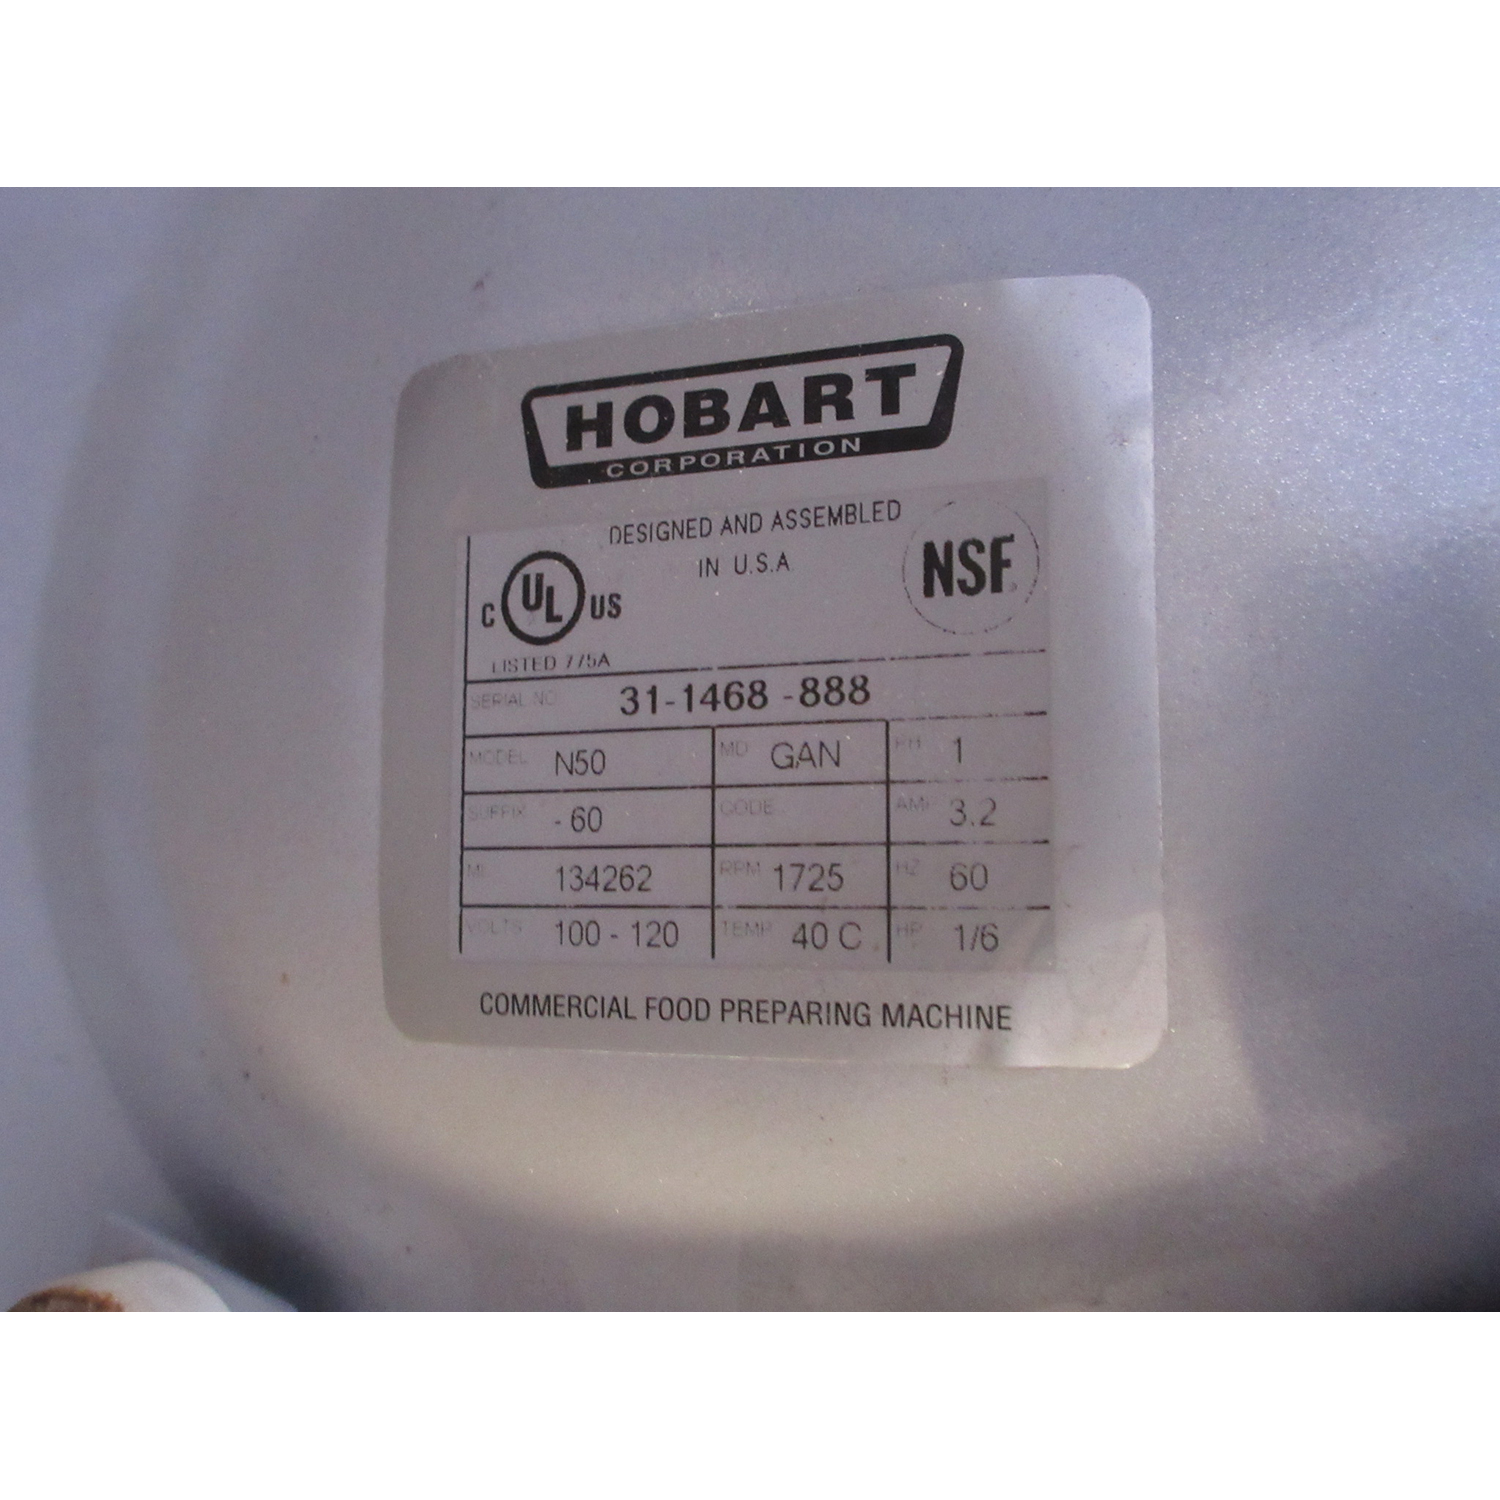 HOBART
CORPORATION
DESIGNED AND ASSEMBLED
IN U.S.A.
C UL US
NSF
LISTED 775A
SERIAL NO 31-1468-888
MODEL N50 MD GAN PH 1
SUFFIX -60 CODE AMP 3.2
ML 134262 RPM 1725 HZ 60
VOLTS 100 - 120 TEMP 40 C HP 1/6
COMMERCIAL FOOD PREPARING MACHINE